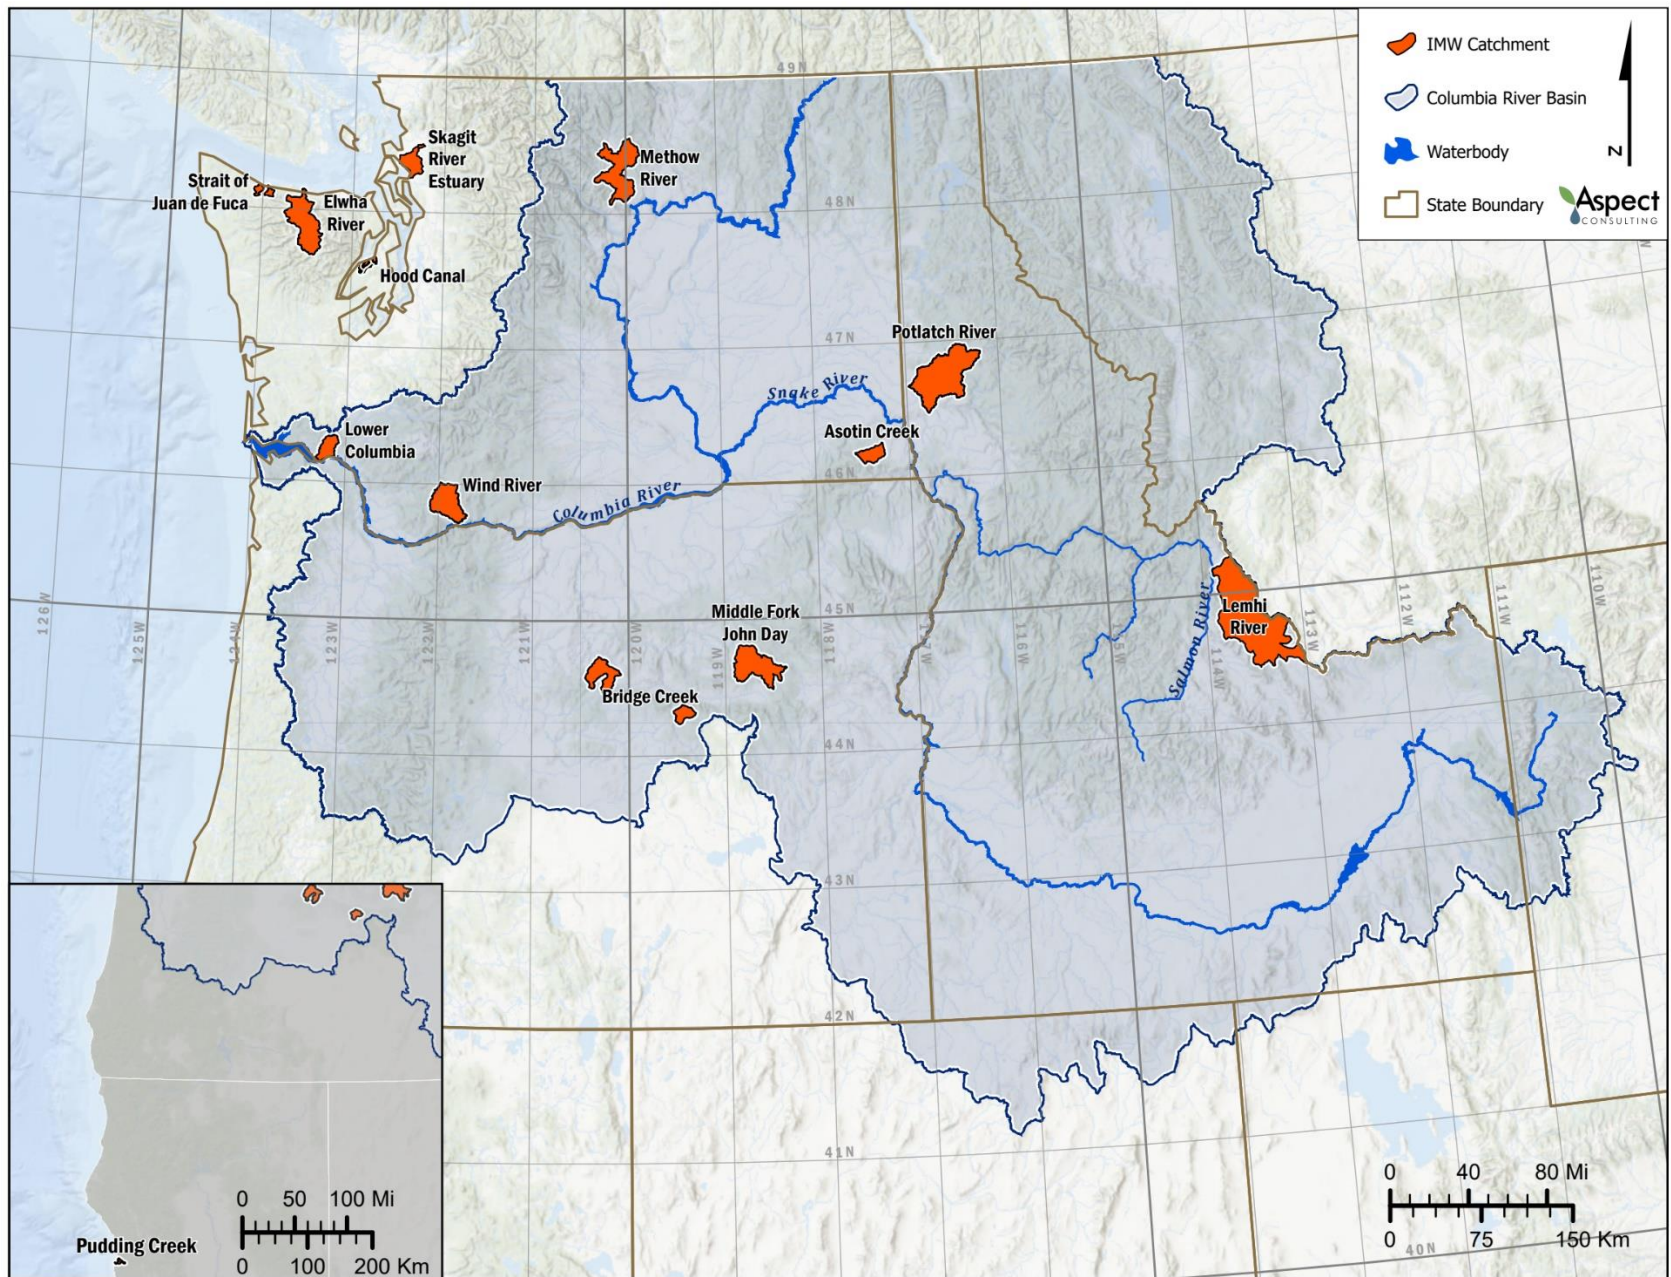 IMW Catchment
Columbia River Basin
Waterbody
State Boundary
N
Aspect
CONSULTING
49N
Skagit
River
Estuary
Methow
River
Strait of
Juan de Fuca
Elwha
River
48N
Hood Canal
Potlatch River
47N
Snake River
Lower
Columbia
Asotin Creek
46N
Wind River
Columbia River
126W
125W
124W
123W
122W
121W
120W
119W
118W
117W
116W
115W
114W
113W
112W
111W
110W
Middle Fork
John Day
45N
Lemhi
River
Salmon River
Bridge Creek
44N
43N
42N
41N
40N
0 40 80 Mi
0 75 150 Km
0 50 100 Mi
0 100 200 Km
Pudding Creek